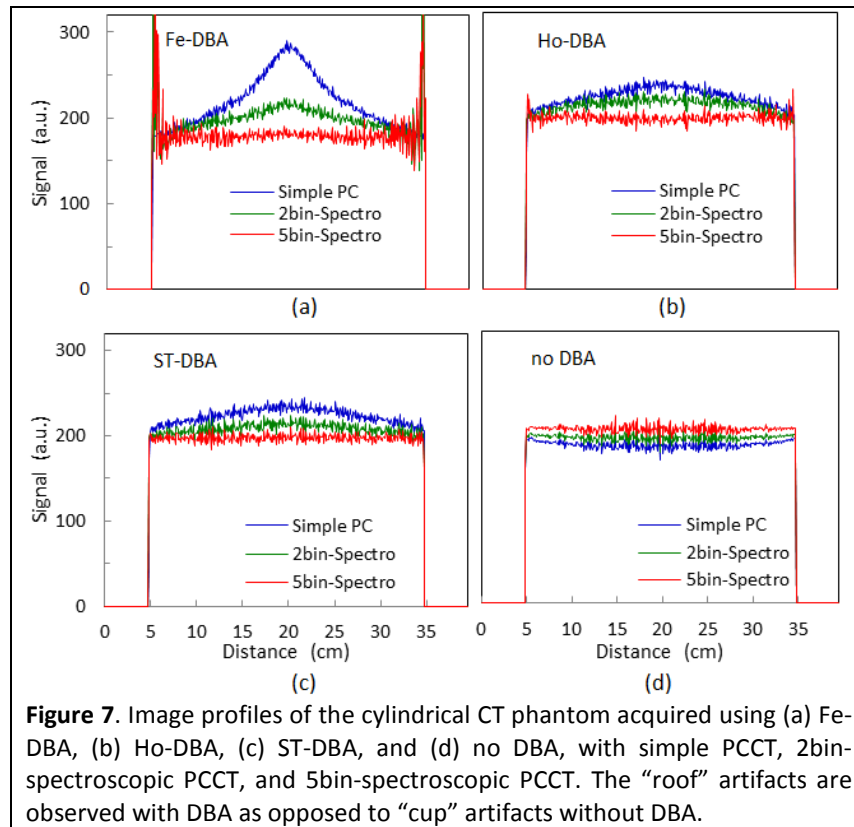 300
Fe-DBA
Ho-DBA
200
Signal (a.u.)
Simple PC
Simple PC
2bin-Spectro
2bin-Spectro
100
5bin-Spectro
5bin-Spectro
0
(a)
(b)
300
ST-DBA
no DBA
200
Signal (a.u.)
Simple PC
Simple PC
100
2bin-Spectro
2bin-Spectro
5bin-Spectro
5bin-Spectro
0
0 5 10 15 20 25 30 35
0 5 10 15 20 25 30 35
Distance (cm)
Distance (cm)
(c)
(d)
Figure 7. Image profiles of the cylindrical CT phantom acquired using (a) Fe-
DBA, (b) Ho-DBA, (c) ST-DBA, and (d) no DBA, with simple PCCT, 2bin-
spectroscopic PCCT, and 5bin-spectroscopic PCCT. The “roof” artifacts are
observed with DBA as opposed to “cup” artifacts without DBA.